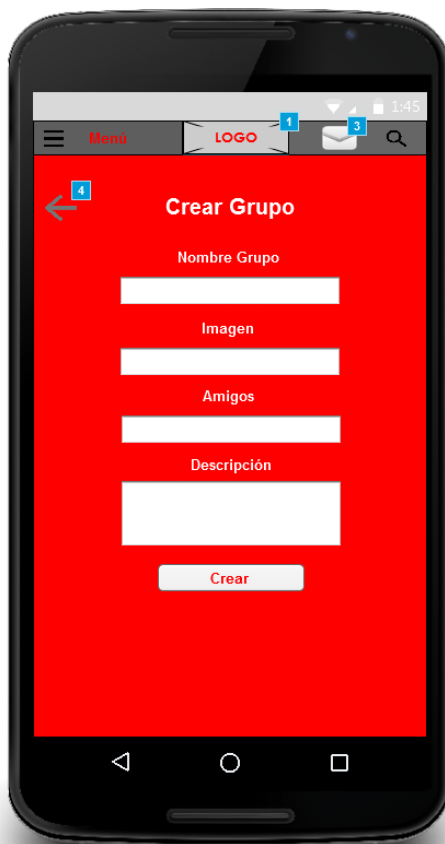 1:45
Menú
LOGO
1
3
4
Crear Grupo
Nombre Grupo
Imagen
Amigos
Descripción
Crear